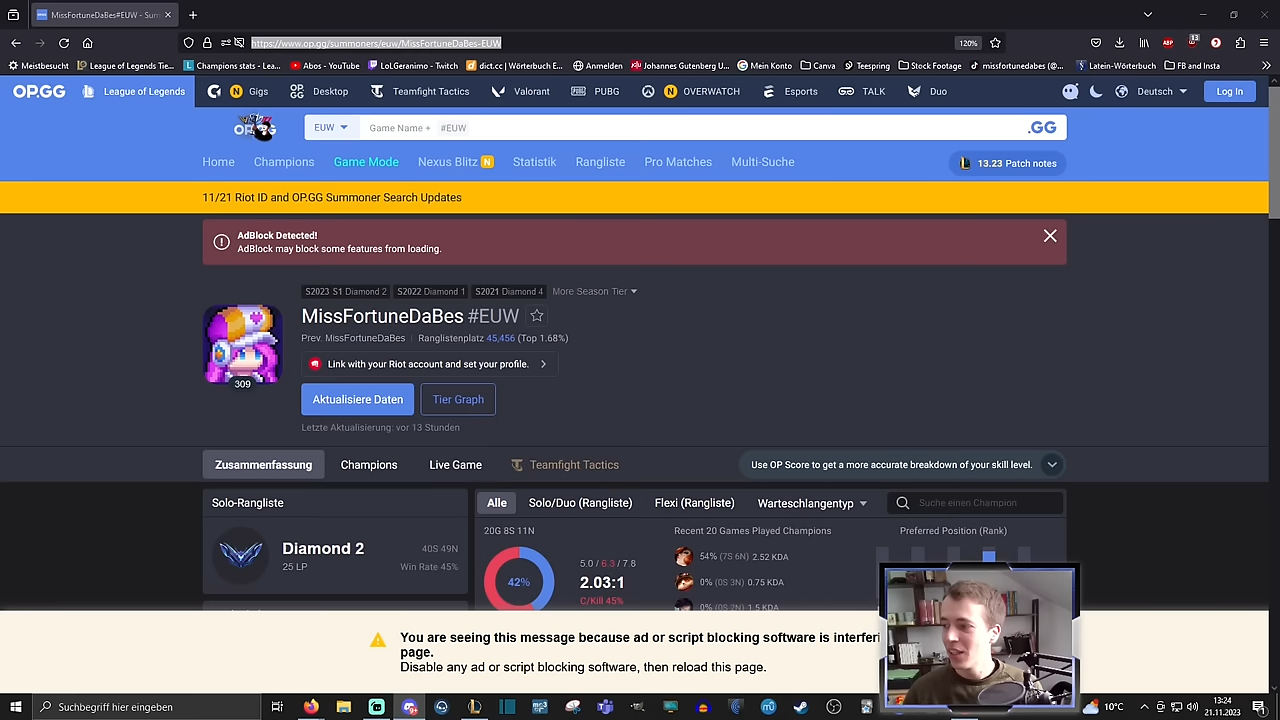 MissFortuneDaBes#EUW - Sum
https://www.op.gg/summoners/euw/MissFortuneDaBes-EUW
120%
Meistbesucht
League of Legends Tie...
Champions stats - Lea...
Abos - YouTube
LoLGeranimo - Twitch
dict.cc | Wörterbuch E...
Anmelden
Johannes Gutenberg U...
Mein Konto
Canva
Teespring
Stock Footage
missfortunedabes (@...
Latein-Wörterbuch
FB and Insta
OP.GG
League of Legends
Gigs
Desktop
Teamfight Tactics
Valorant
PUBG
OVERWATCH
Esports
TALK
Duo
Deutsch
Log In
EUW
Game Name + #EUW
.GG
Home
Champions
Game Mode
Nexus Blitz N
Statistik
Rangliste
Pro Matches
Multi-Suche
13.23 Patch notes
11/21 Riot ID and OP.GG Summoner Search Updates
AdBlock Detected!
AdBlock may block some features from loading.
S2023 S1 Diamond 2
S2022 Diamond 1
S2021 Diamond 4
More Season Tier
MissFortuneDaBes #EUW
Prev. MissFortuneDaBes
Ranglistenplatz 45,456 (Top 1.68%)
Link with your Riot account and set your profile.
309
Aktualisiere Daten
Tier Graph
Letzte Aktualisierung: vor 13 Stunden
Zusammenfassung
Champions
Live Game
Teamfight Tactics
Use OP Score to get a more accurate breakdown of your skill level.
Solo-Rangliste
Alle
Solo/Duo (Rangliste)
Flexi (Rangliste)
Warteschlangentyp
Suche einen Champion
Diamond 2
25 LP
40S 49N
Win Rate 45%
20G 8S 11N
42%
5.0 / 6.3 / 7.8
2.03:1
C/Kill 45%
Recent 20 Games Played Champions
54% (7S 6N) 2.52 KDA
0% (0S 3N) 0.75 KDA
0% (0S 2N) 1.5 KDA
Preferred Position (Rank)
You are seeing this message because ad or script blocking software is interferi
page.
Disable any ad or script blocking software, then reload this page.
Suchbegriff hier eingeben
10°C
13:24
21.11.2023